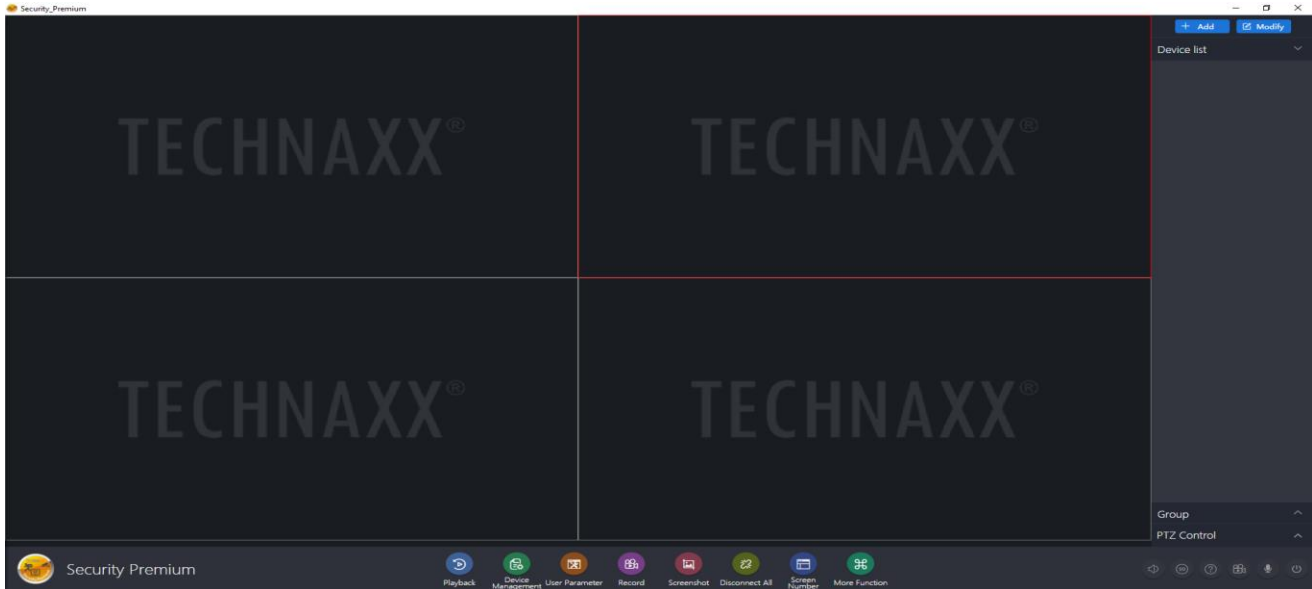 Security_Premium
+ Add Modify
Device list
TECHNAXX® TECHNAXX®
TECHNAXX® TECHNAXX®
Group
PTZ Control
Security Premium
Playback
Device Management
User Parameter
Record
Screenshot
Disconnect All
Screen Number
More Function